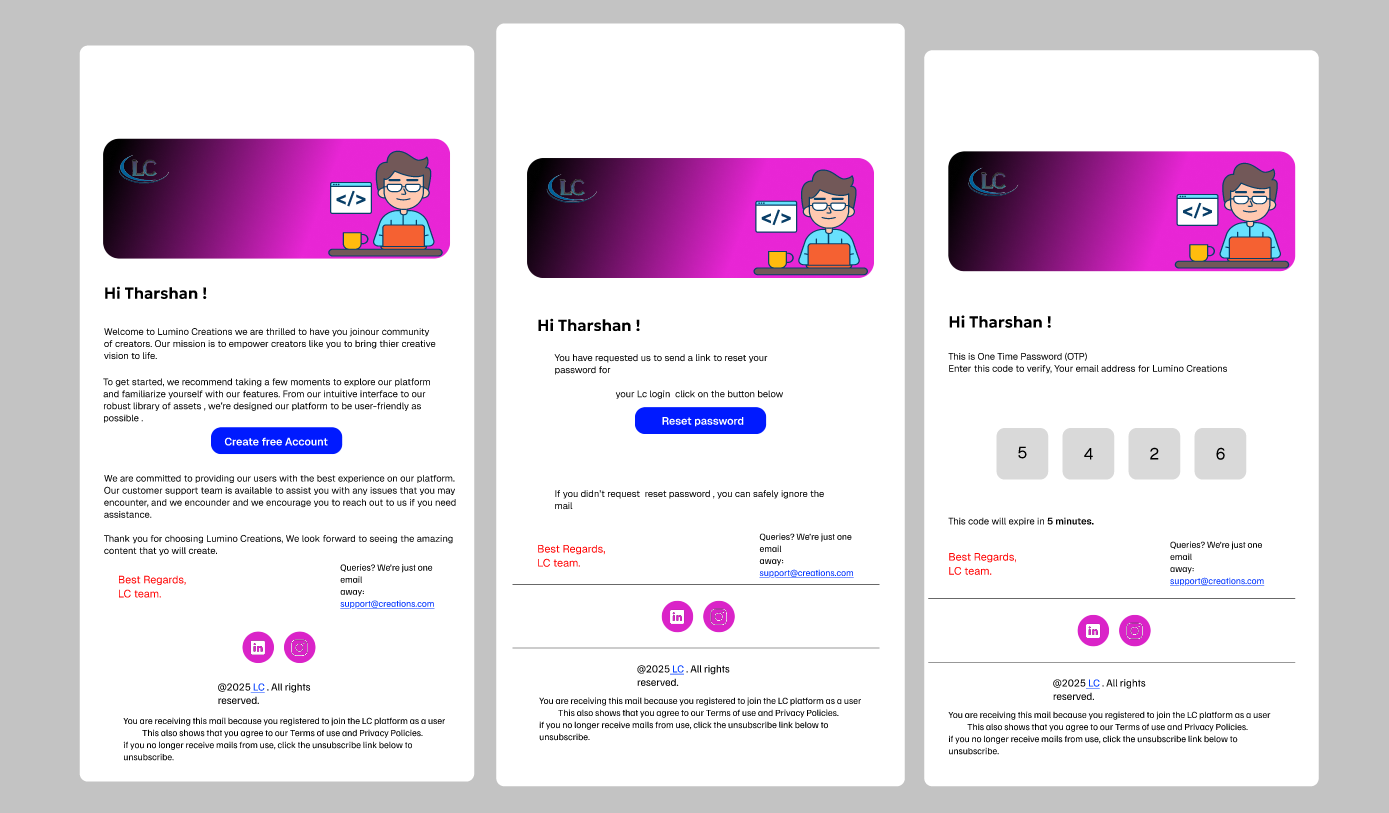 LC
</>
Hi Tharshan !
Welcome to Lumino Creations we are thrilled to have you joinour community
of creators. Our mission is to empower creators like you to bring thier creative
vision to life.
To get started, we recommend taking a few moments to explore our platform
and familiarize yourself with our features. From our intuitive interface to our
robust library of assets , we're designed our platform to be user-friendly as
possible .
Create free Account
We are committed to providing our users with the best experience on our platform.
Our customer support team is available to assist you with any issues that you may
encounter, and we encounder and we encourage you to reach out to us if you need
assistance.
Thank you for choosing Lumino Creations, We look forward to seeing the amazing
content that yo will create.
Best Regards,
LC team.
Queries? We're just one
email
away:
support@creations.com
in
@2025 LC . All rights
reserved.
You are receiving this mail because you registered to join the LC platform as a user
This also shows that you agree to our Terms of use and Privacy Policies.
if you no longer receive mails from use, click the unsubscribe link below to
unsubscribe.
LC
</>
Hi Tharshan !
You have requested us to send a link to reset your
password for
your Lc login click on the button below
Reset password
If you didn't request reset password , you can safely ignore the
mail
Best Regards,
LC team.
Queries? We're just one
email
away:
support@creations.com
in
@2025 LC . All rights
reserved.
You are receiving this mail because you registered to join the LC platform as a user
This also shows that you agree to our Terms of use and Privacy Policies.
if you no longer receive mails from use, click the unsubscribe link below to
unsubscribe.
LC
</>
Hi Tharshan !
This is One Time Password (OTP)
Enter this code to verify, Your email address for Lumino Creations
5 4 2 6
This code will expire in 5 minutes.
Best Regards,
LC team.
Queries? We're just one
email
away:
support@creations.com
in
@2025 LC . All rights
reserved.
You are receiving this mail because you registered to join the LC platform as a user
This also shows that you agree to our Terms of use and Privacy Policies.
if you no longer receive mails from use, click the unsubscribe link below to
unsubscribe.